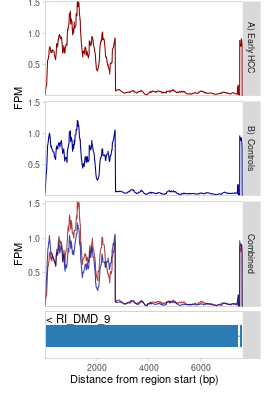 1.5
1.0
0.5
FPM
A) Early HCC
1.5
1.0
0.5
FPM
B) Controls
1.5
1.0
0.5
FPM
Combined
< RI_DMD_9
2000 4000 6000
Distance from region start (bp)